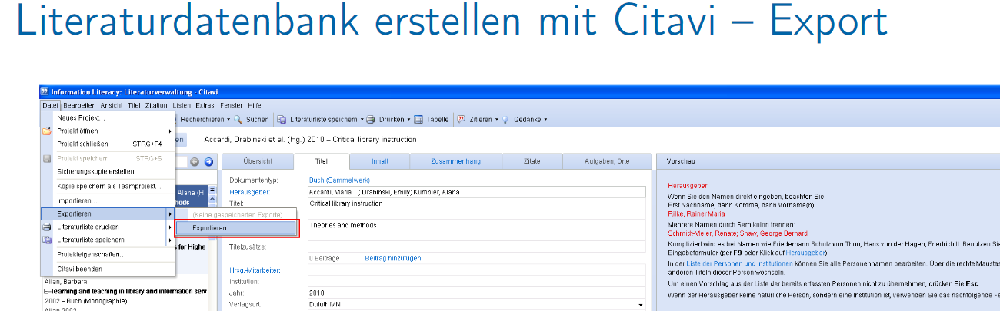 Literaturdatenbank erstellen mit Citavi – Export
Information Literacy: Literaturverwaltung - Citavi
Datei Bearbeiten Ansicht Titel Zitation Listen Extras Fenster Hilfe
Neues Projekt...
Recherchieren Suchen Literaturliste speichern Drucken Tabelle Zitieren Gedanke
Projekt öffnen
Projekt schließen STRG+F4
en Accardi, Drabinski et al. (Hg.) 2010 – Critical library instruction
Projekt speichern STRG+S
Übersicht Titel Inhalt Zusammenhang Zitate Aufgaben, Orte Vorschau
Sicherungskopie erstellen
Dokumententyp: Buch (Sammelwerk)
Kopie speichern als Teamprojekt...
Alana (H
Herausgeber: Accardi, Maria T.; Drabinski, Emily; Kumbier, Alana
Importieren...
hods
Titel: Critical library instruction
Exportieren
(Keine gespeicherten Exporte)
Literaturliste drucken
Exportieren...
Theories and methods
Literaturliste speichern
s for Highe
Titelzusätze:
Projekteigenschaften...
0 Beiträge Beitrag hinzufügen
Citavi beenden
Hrsg.-Mitarbeiter:
Allan, Barbara
Institution:
E-learning and teaching in library and information serv
Jahr: 2010
2002 – Buch (Monographie)
Verlagsort: Duluth MN
Allan 2002
Herausgeber
Wenn Sie den Namen direkt eingeben, beachten Sie:
Erst Nachname, dann Komma, dann Vorname(n):
Rilke, Rainer Maria
Mehrere Namen durch Semikolon trennen:
Schmidt-Meier, Renate; Shaw, George Bernard
Kompliziert wird es bei Namen wie Friedemann Schulz von Thun, Hans von der Hagen, Friedrich II. Benutzen Sie
Eingabeformular (per F9 oder Klick auf Herausgeber).
In der Liste der Personen und Institutionen können Sie alle Personennamen bearbeiten. Über die rechte Maustas
anderen Titeln dieser Person wechseln.
Um einen Vorschlag aus der Liste der bereits erfassten Personen nicht zu übernehmen, drücken Sie Esc.
Wenn der Herausgeber keine natürliche Person, sondern eine Institution ist, verwenden Sie das nachfolgende Fe